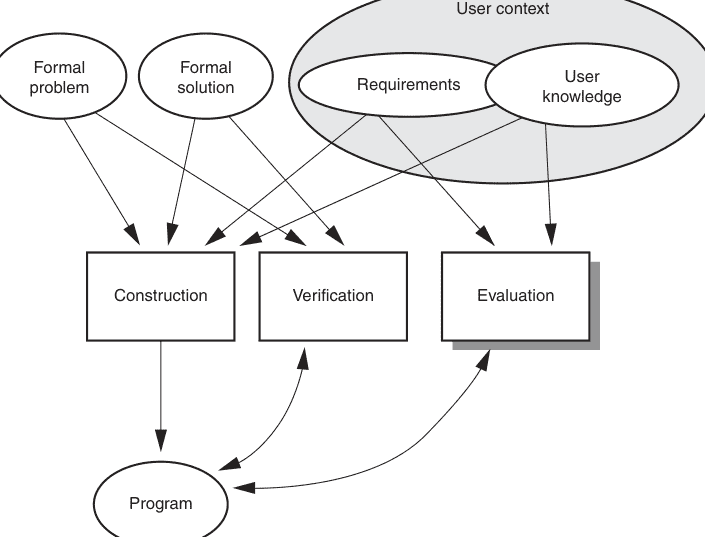 User context
Formal
problem
Formal
solution
Requirements
User
knowledge
Construction
Verification
Evaluation
Program